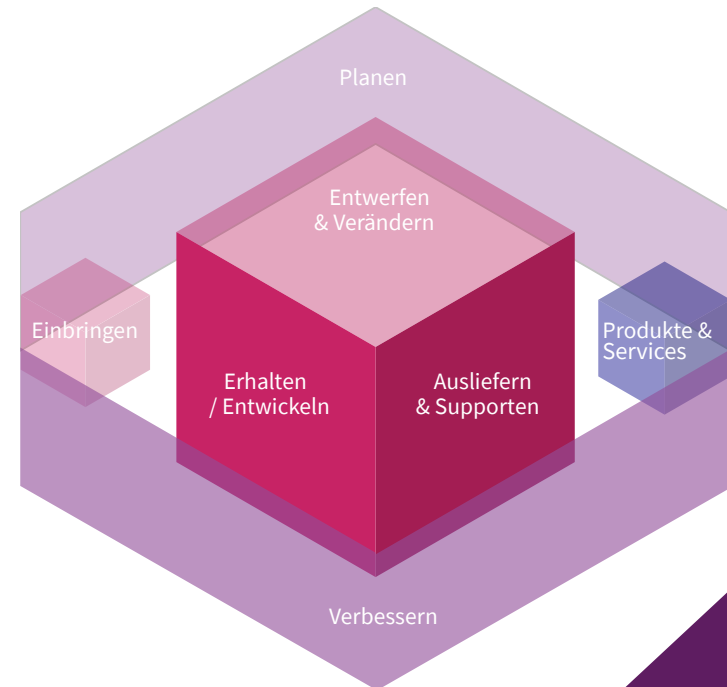 Planen
Entwerfen
& Verändern
Einbringen
Produkte &
Services
Erhalten
/ Entwickeln
Ausliefern
& Supporten
Verbessern